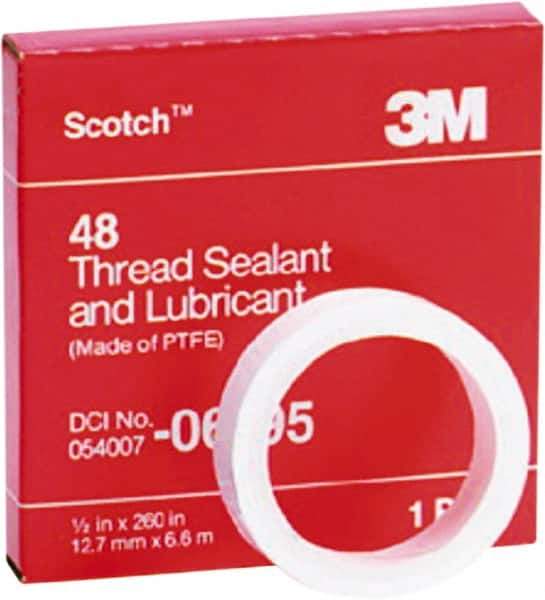 Scotch™ 3M
48
Thread Sealant
and Lubricant
(Made of PTFE)
DCI No.
054007
½ in x 260 in
12.7 mm x 6.6 m
1